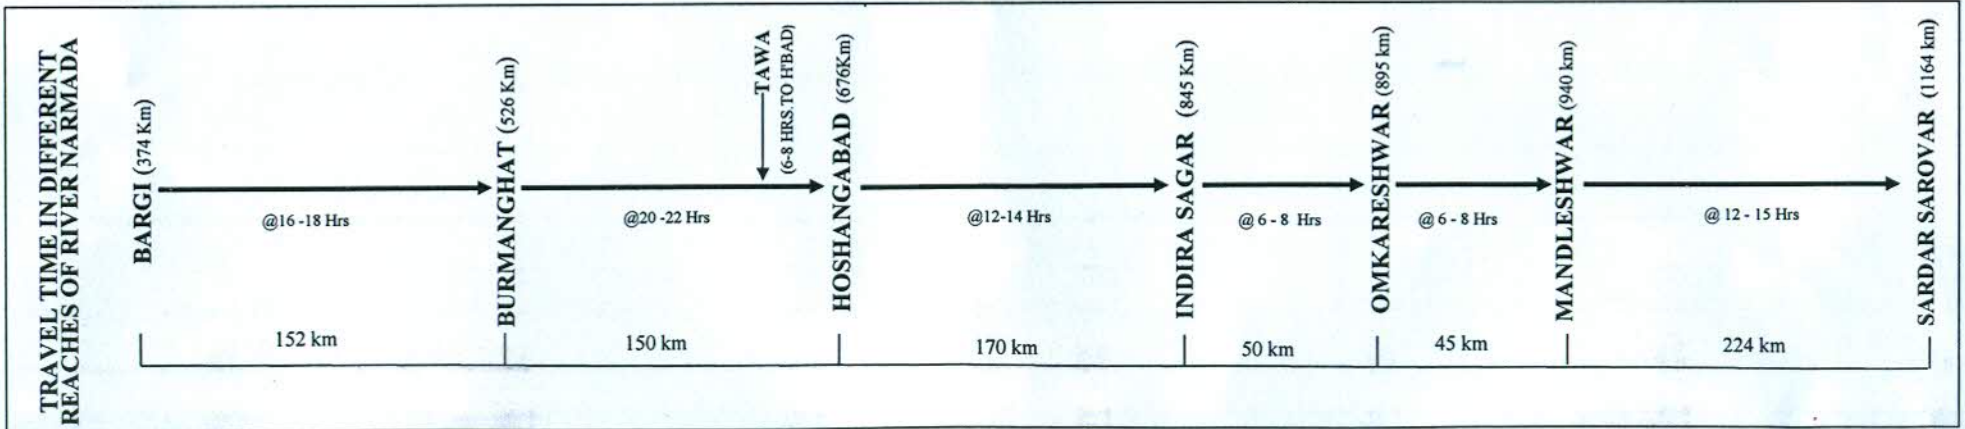 TRAVEL TIME IN DIFFERENT
REACHES OF RIVER NARMADA
BARGI (374 Km)
BURMANGHAT (526 Km)
TAWA
(6-8 HRS.TO H'BAD)
HOSHANGABAD (676Km)
INDIRA SAGAR (845 Km)
OMKARESHWAR (895 km)
MANDLESHWAR (940 km)
SARDAR SAROVAR (1164 km)
@16 -18 Hrs
@20 -22 Hrs
@12-14 Hrs
@ 6 - 8 Hrs
@ 6 - 8 Hrs
@ 12 - 15 Hrs
152 km
150 km
170 km
50 km
45 km
224 km